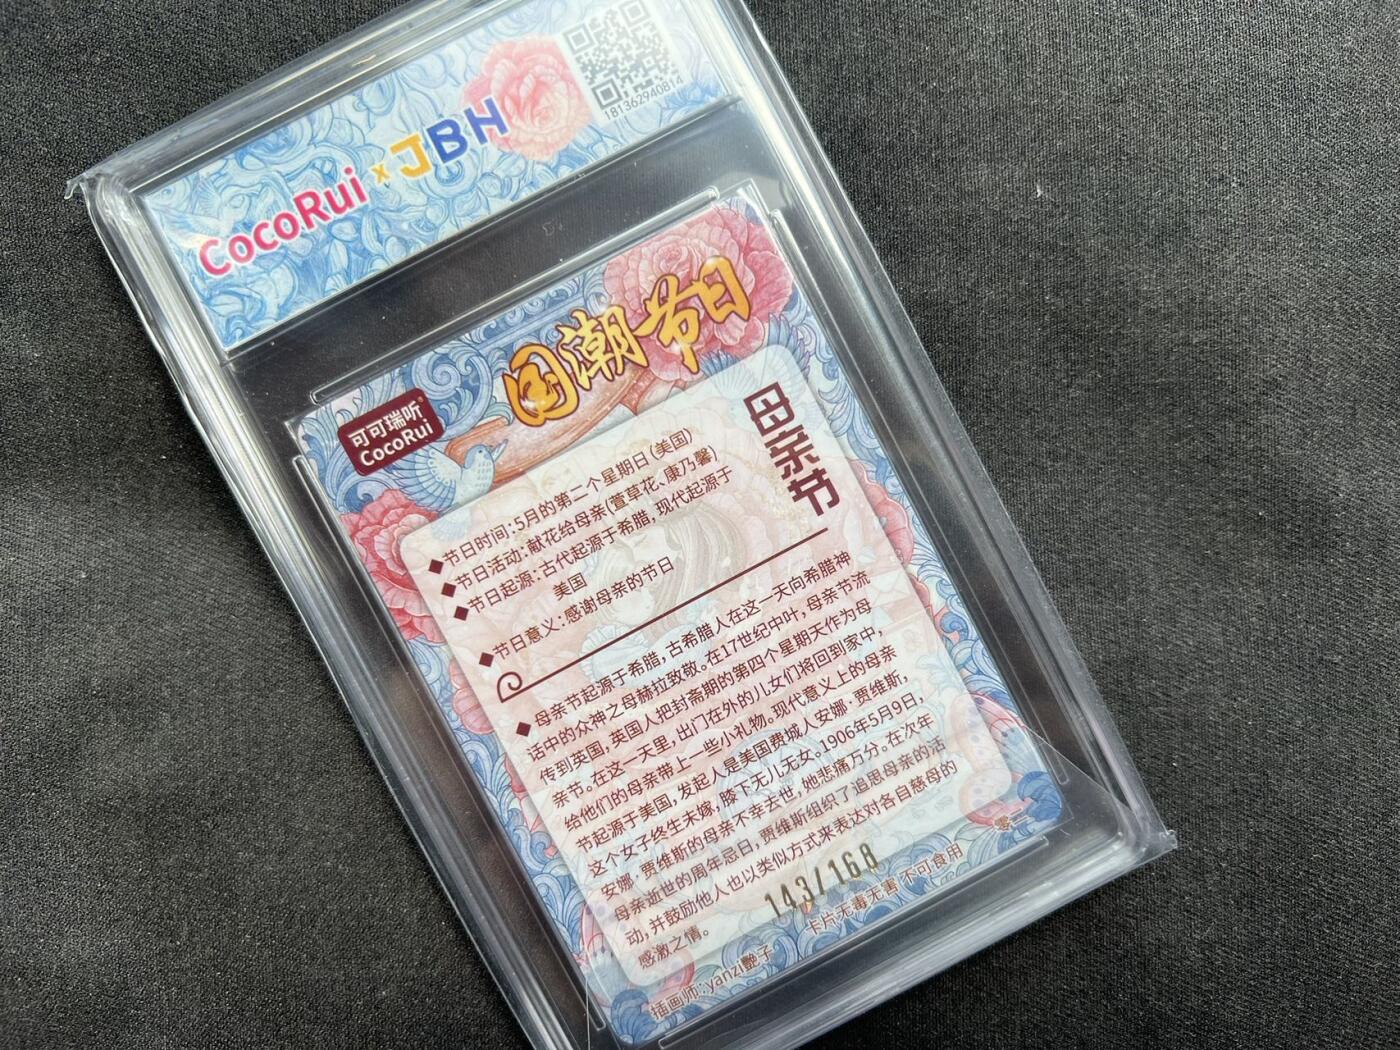 CocoRui x JBH
181362940814
国潮节日
可可瑞听
CocoRui
母亲节
◆节日时间:5月的第二个星期日(美国)
◆节日活动:献花给母亲(萱草花、康乃馨)
◆节日起源:古代起源于希腊,现代起源于
美国
◆节日意义:感谢母亲的节日
◆母亲节起源于希腊,古希腊人在这一天向希腊神
话中的众神之母赫拉致敬。在17世纪中叶,母亲节流
传到英国,英国人把封斋期的第四个星期天作为母
亲节。在这一天里,出门在外的儿女们将回到家中,
给他们的母亲带上一些小礼物。现代意义上的母亲
节起源于美国,发起人是美国费城人安娜·贾维斯,
这个女子终生未嫁,膝下无儿无女。1906年5月9日,
安娜·贾维斯的母亲不幸去世,她悲痛万分。在次年
母亲逝世的周年忌日,贾维斯组织了追思母亲的活
动,并鼓励他人也以类似方式来表达对各自慈母的
感激之情。
143/168
零二
插画师:yanzi艷子
卡片无毒无害 不可食用